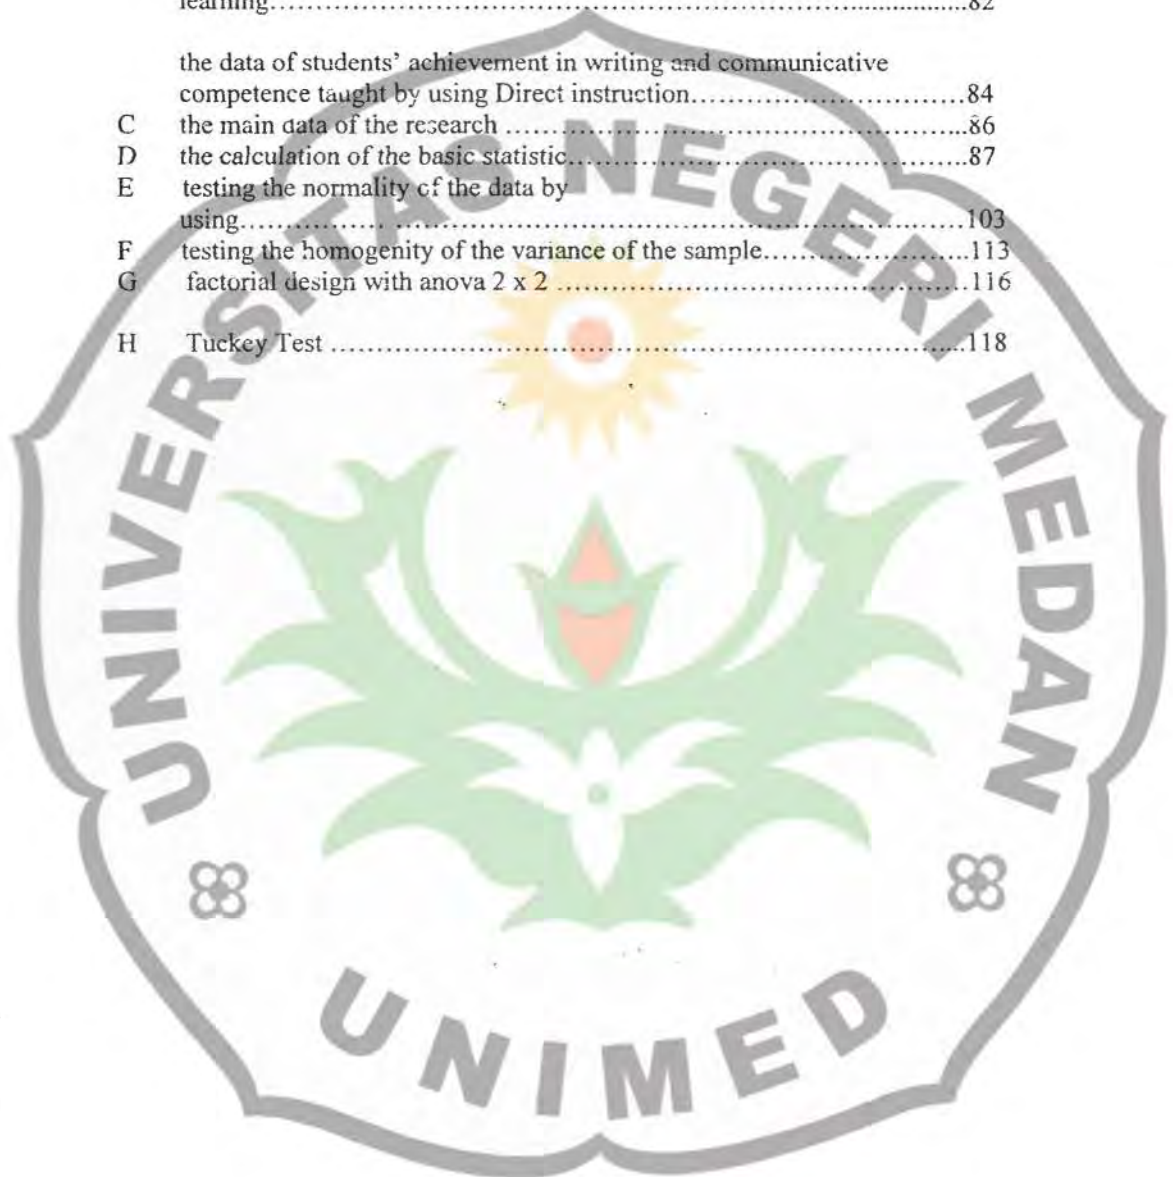 learning.............................................................................82
the data of students' achievement in writing and communicative
competence taught by using Direct instruction............................84
C the main data of the research ................................................86
D the calculation of the basic statistic.........................................87
E testing the normality of the data by
using..........................................................................103
F testing the homogenity of the variance of the sample.....................113
G factorial design with anova 2 x 2 ..........................................116
H Tuckey Test .................................................................118
UNIVERSITAS NEGERI MEDAN
UNIMED